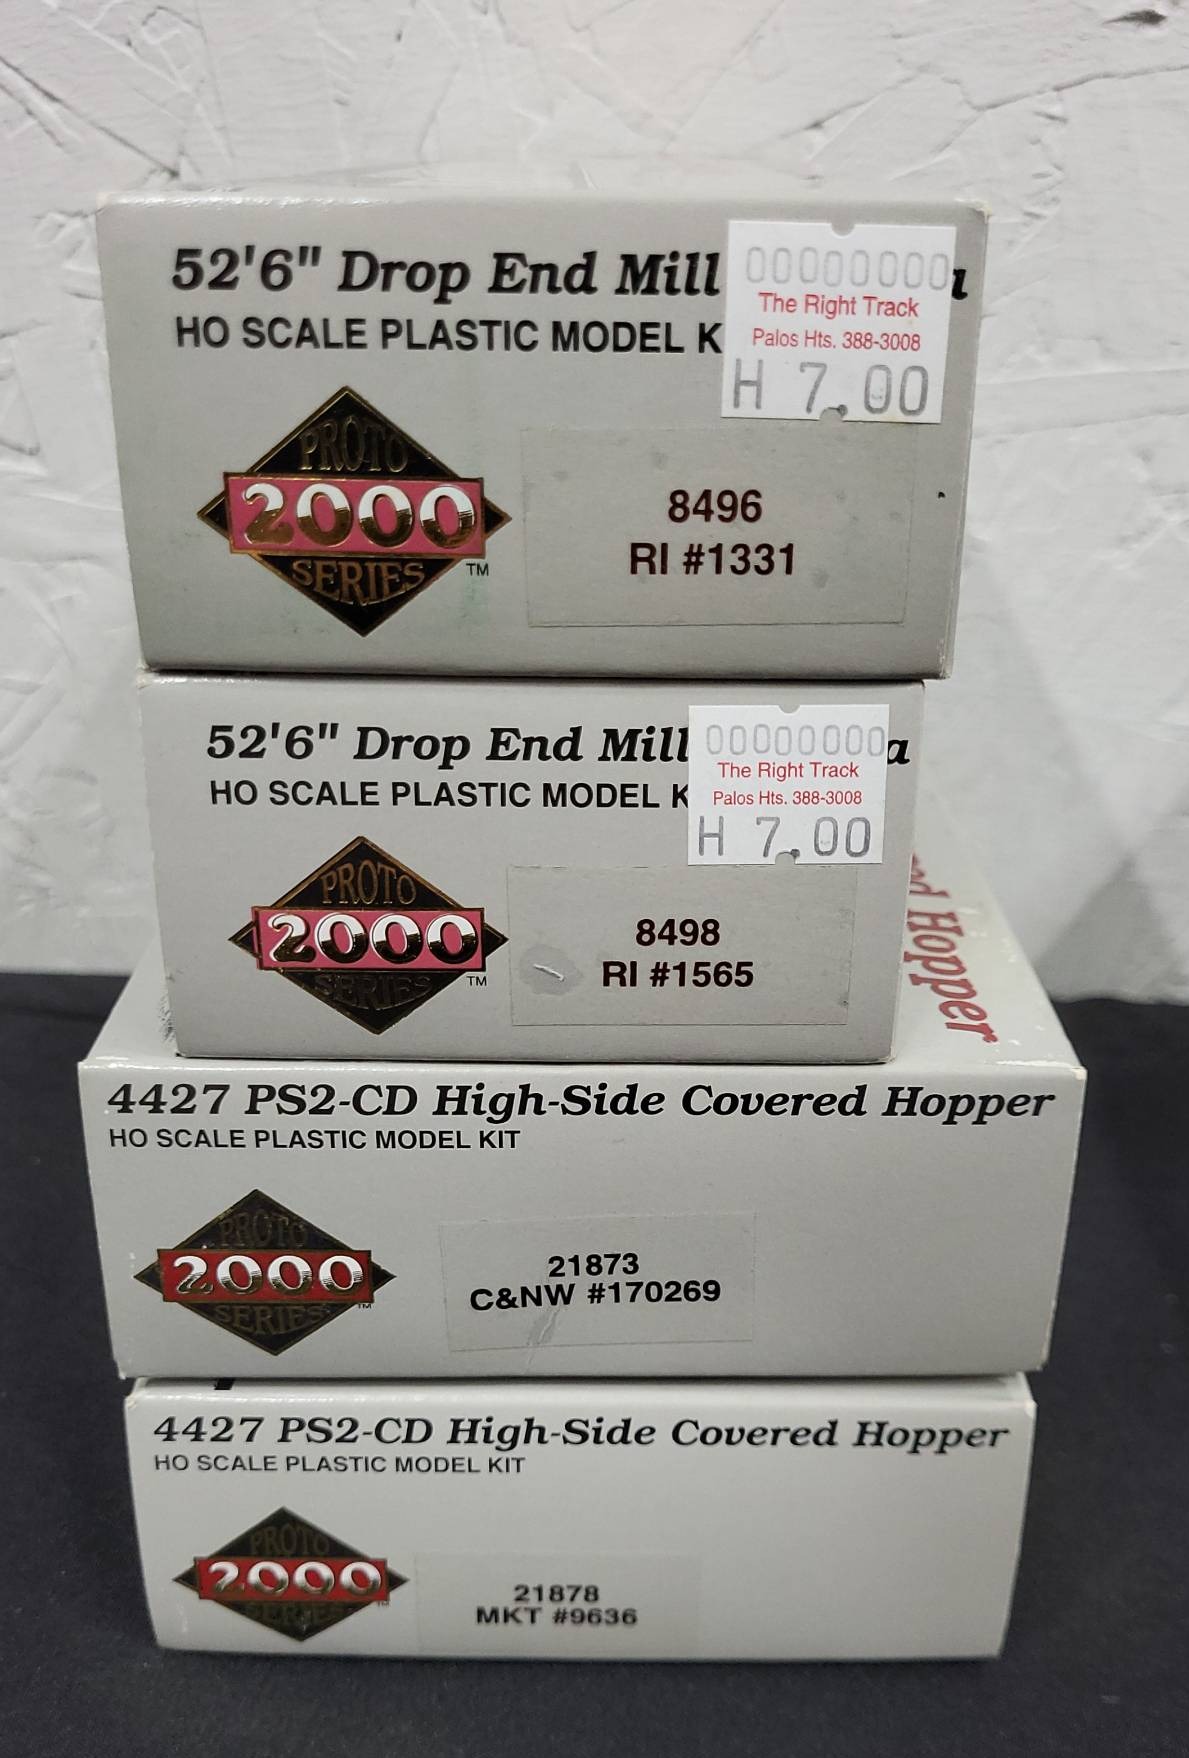 52'6" Drop End Mill
HO SCALE PLASTIC MODEL K
00000000
The Right Track
Palos Hts. 388-3008
H 7.00
PROTO
2000
SERIES
TM
8496
RI #1331
52'6" Drop End Mill a
HO SCALE PLASTIC MODEL K
00000000
The Right Track
Palos Hts. 388-3008
H 7.00
PROTO
2000
SERIES
TM
8498
RI #1565
Hopper
4427 PS2-CD High-Side Covered Hopper
HO SCALE PLASTIC MODEL KIT
PROTO
2000
SERIES
TM
21873
C&NW #170269
4427 PS2-CD High-Side Covered Hopper
HO SCALE PLASTIC MODEL KIT
PROTO
2000
SERIES
TM
21878
MKT #9636